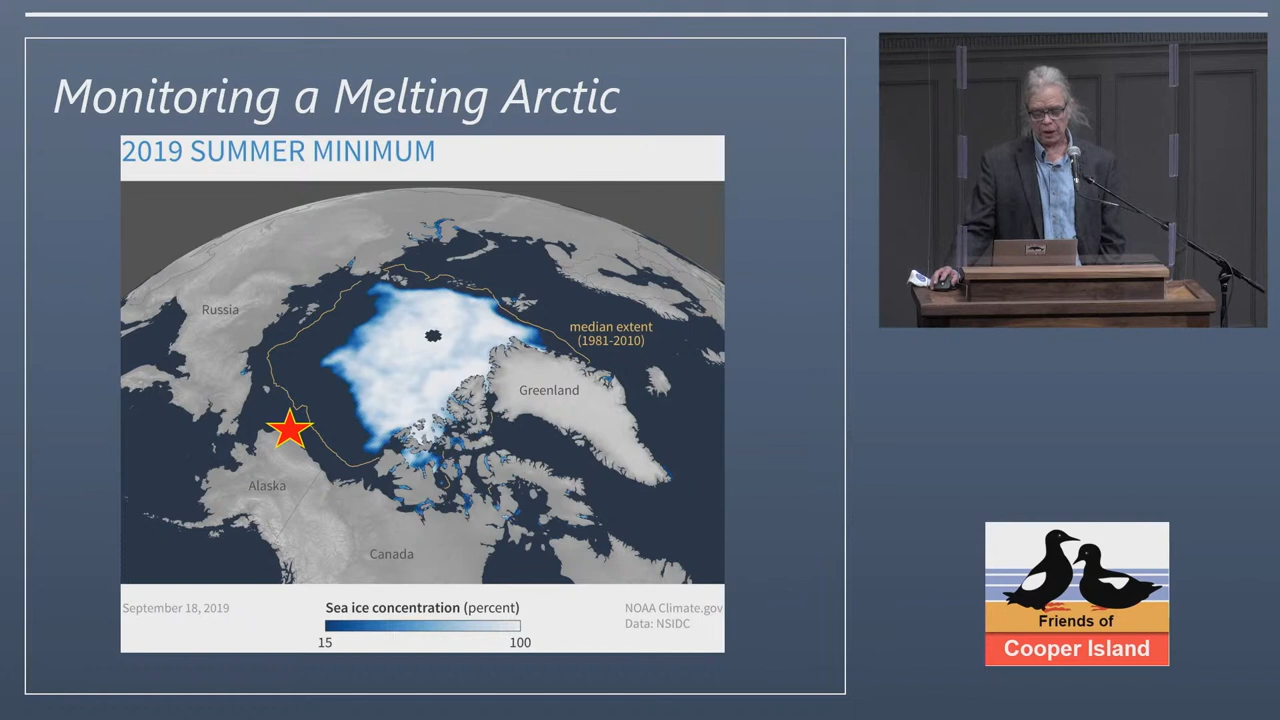 Monitoring a Melting Arctic
2019 SUMMER MINIMUM
Russia
median extent
(1981-2010)
Greenland
Alaska
Canada
September 18, 2019
Sea ice concentration (percent)
15
100
NOAA Climate.gov
Data: NSIDC
Friends of
Cooper Island